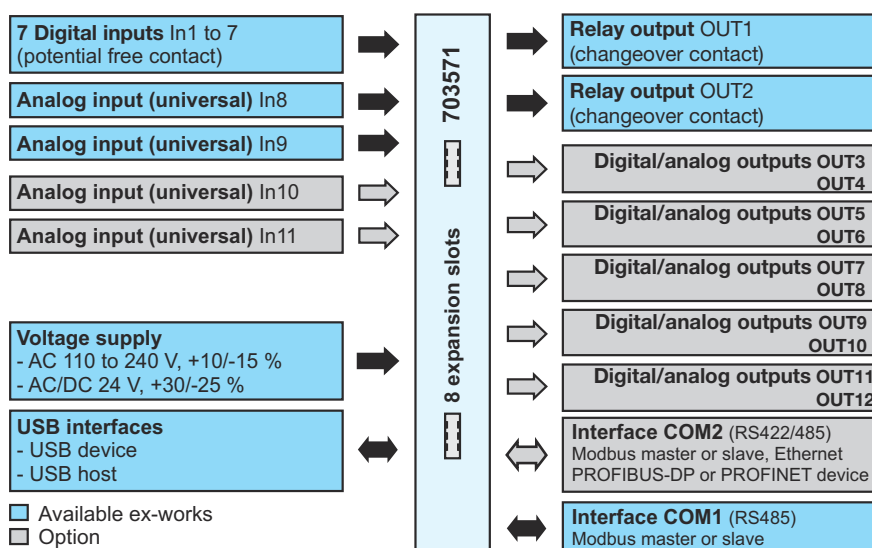 7 Digital inputs In1 to 7
(potential free contact)
Analog input (universal) In8
Analog input (universal) In9
Analog input (universal) In10
Analog input (universal) In11
Voltage supply
- AC 110 to 240 V, +10/-15 %
- AC/DC 24 V, +30/-25 %
USB interfaces
- USB device
- USB host
Available ex-works
Option
703571
8 expansion slots
Relay output OUT1
(changeover contact)
Relay output OUT2
(changeover contact)
Digital/analog outputs OUT3
OUT4
Digital/analog outputs OUT5
OUT6
Digital/analog outputs OUT7
OUT8
Digital/analog outputs OUT9
OUT10
Digital/analog outputs OUT11
OUT12
Interface COM2 (RS422/485)
Modbus master or slave, Ethernet
PROFIBUS-DP or PROFINET device
Interface COM1 (RS485)
Modbus master or slave